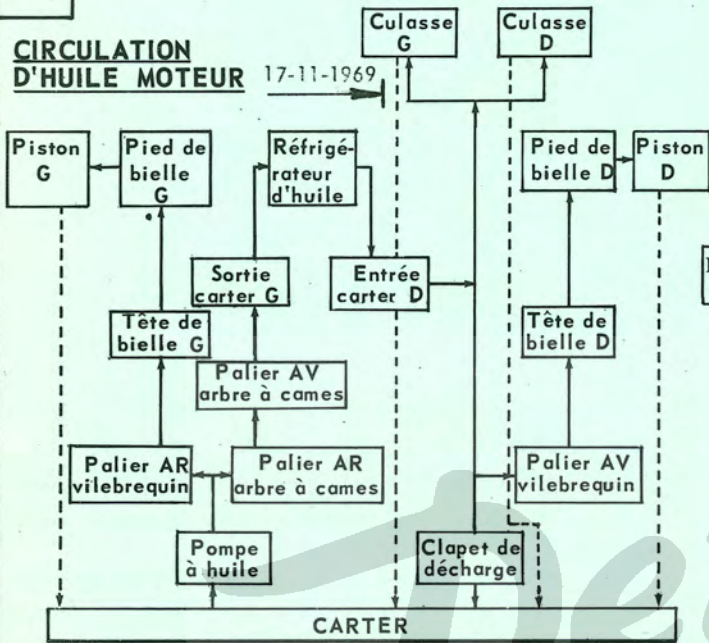 Culasse
G
Culasse
D
CIRCULATION
D'HUILE MOTEUR
17-11-1969
Piston
G
Pied de
bielle
G
Réfrigé-
rateur
d'huile
Pied de
bielle D
Piston
D
Sortie
carter G
Entrée
carter D
Tête de
bielle G
Tête de
bielle D
Palier AV
arbre à cames
Palier AR
vilebrequin
Palier AR
arbre à cames
Palier AV
vilebrequin
Pompe
à huile
Clapet de
décharge
CARTER